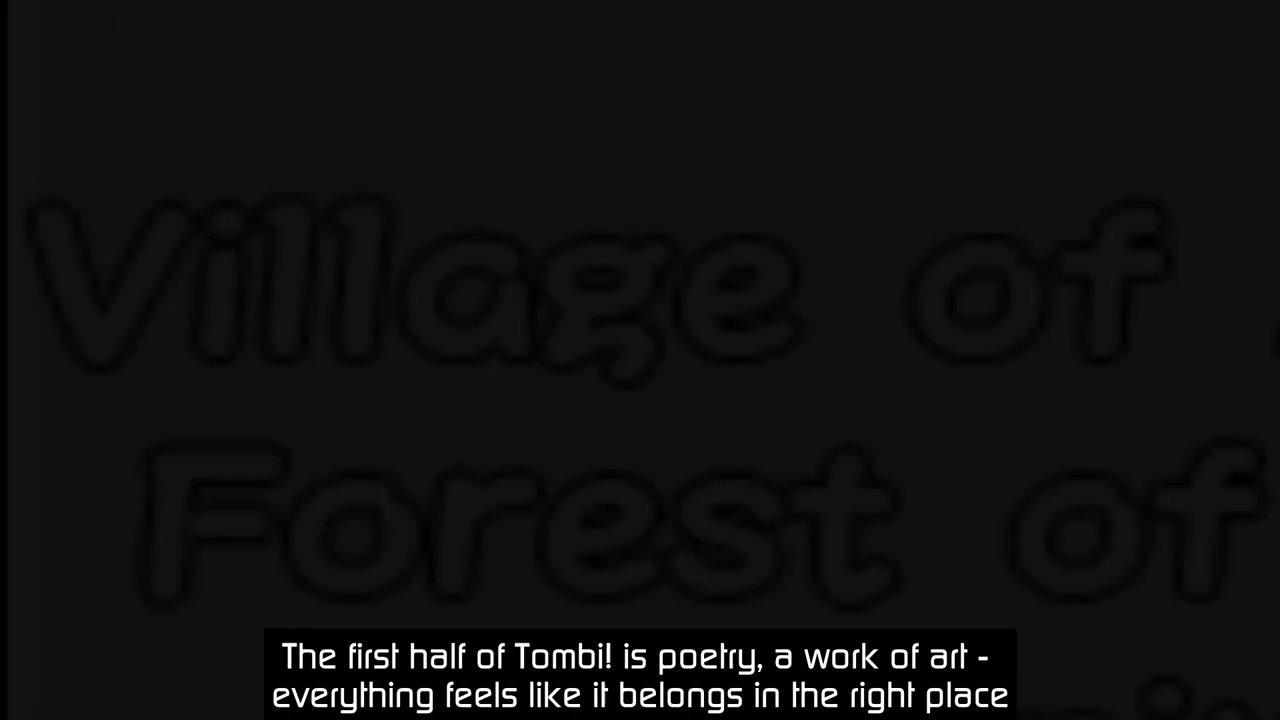 Village of
Forest of
The first half of Tombi! is poetry, a work of art -
everything feels like it belongs in the right place